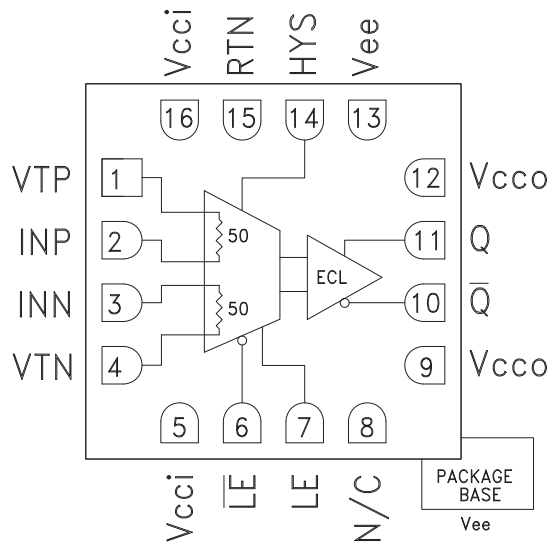 Vcci
RTN
HYS
Vee
16
15
14
13
VTP
1
12
Vcco
INP
2
50
11
Q
ECL
INN
3
50
10
Q̅
VTN
4
9
Vcco
5
6
7
8
Vcci
L̅E̅
LE
N/C
PACKAGE
BASE
Vee